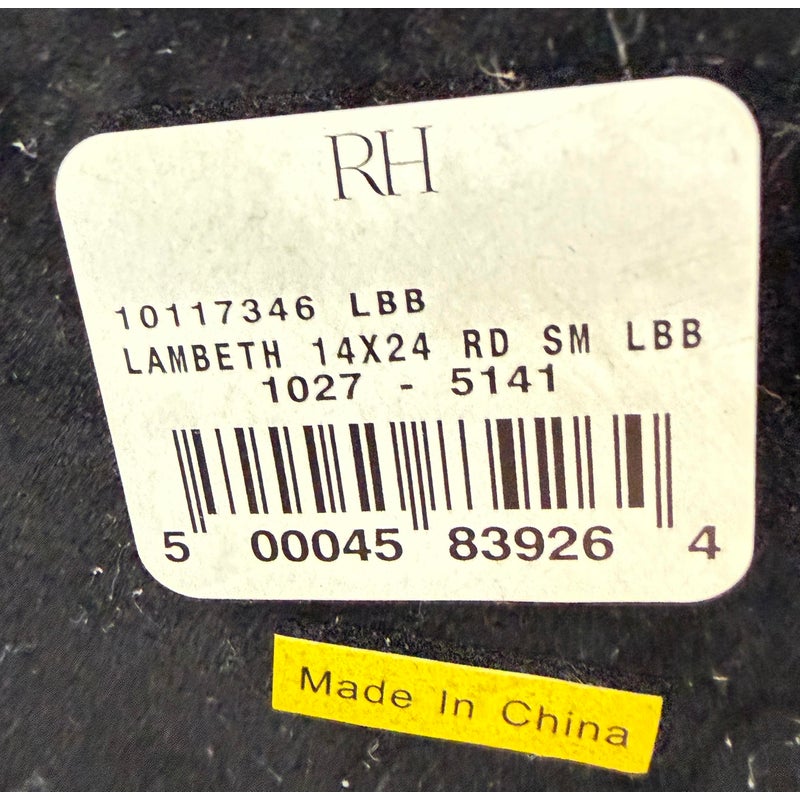 RH
10117346 LBB
LAMBETH 14X24 RD SM LBB
1027 - 5141
5 00045 83926 4
Made In China